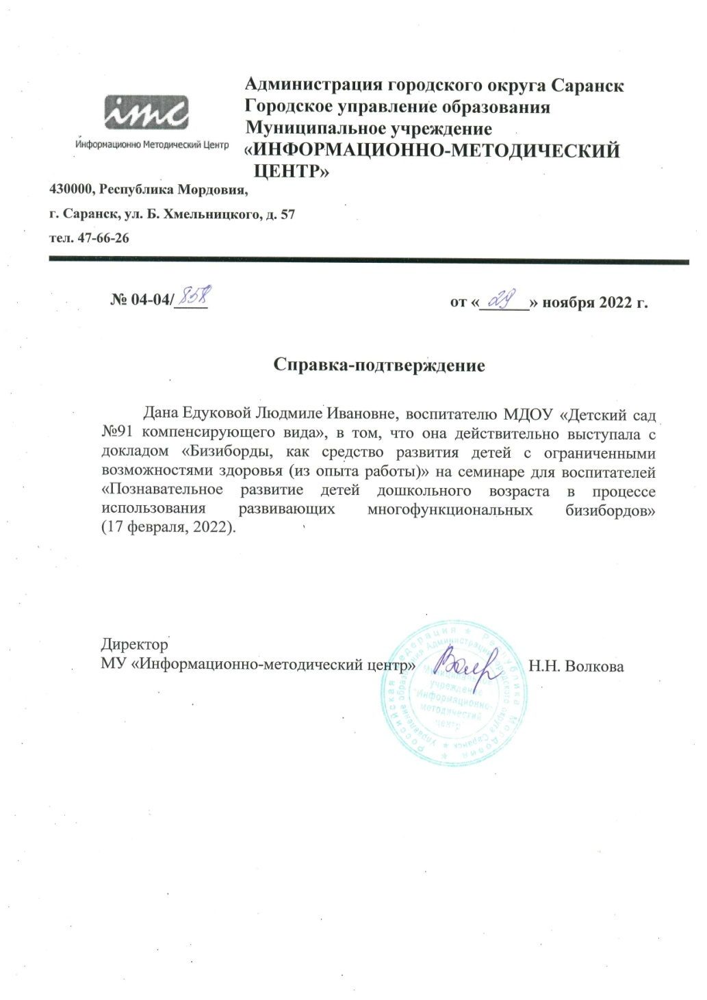 Администрация городского округа Саранск
Городское управление образования
Муниципальное учреждение
«ИНФОРМАЦИОННО-МЕТОДИЧЕСКИЙ
ЦЕНТР»
imc
Информационно Методический Центр
430000, Республика Мордовия,
г. Саранск, ул. Б. Хмельницкого, д. 57
тел. 47-66-26
№ 04-04/858
от «29» ноября 2022 г.
Справка-подтверждение
Дана Едуковой Людмиле Ивановне, воспитателю МДОУ «Детский сад
№91 компенсирующего вида», в том, что она действительно выступала с
докладом «Бизиборды, как средство развития детей с ограниченными
возможностями здоровья (из опыта работы)» на семинаре для воспитателей
«Познавательное развитие детей дошкольного возраста в процессе
использования развивающих многофункциональных бизибордов»
(17 февраля, 2022).
Директор
МУ «Информационно-методический центр»
Н.Н. Волкова
Российская Федерация * Республика Мордовия *
Управление образования Администрации городского округа Саранск *
Муниципальное
учреждение
"Информационно-
методический
центр"